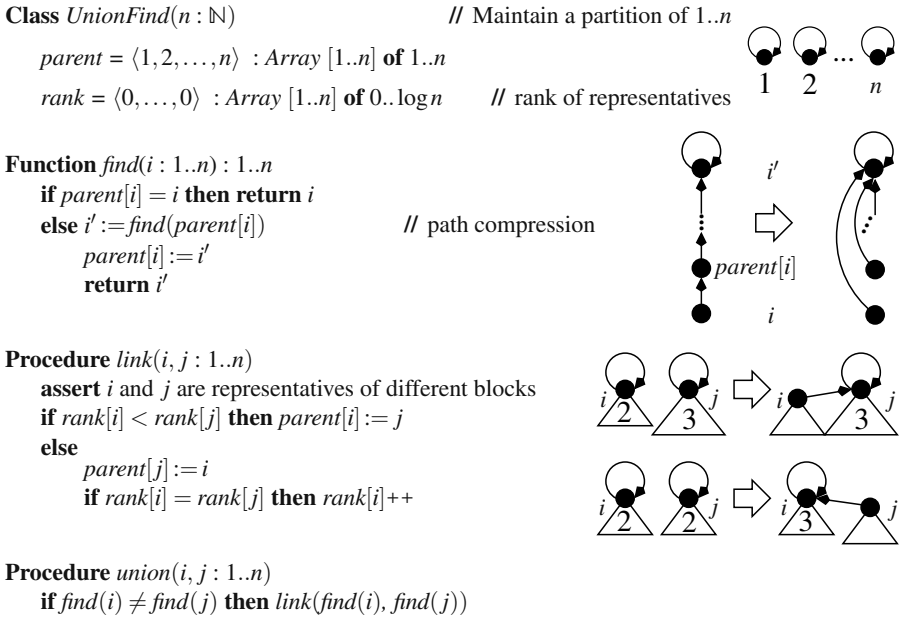 Class UnionFind(n : ℕ) // Maintain a partition of 1..n
parent = ⟨1, 2, . . . , n⟩ : Array [1..n] of 1..n
rank = ⟨0, . . . , 0⟩ : Array [1..n] of 0..log n // rank of representatives
1 2 ... n
Function find(i : 1..n) : 1..n
if parent[i] = i then return i
else i′ := find(parent[i]) // path compression
parent[i] := i′
return i′
i′
parent[i]
i
Procedure link(i, j : 1..n)
assert i and j are representatives of different blocks
if rank[i] < rank[j] then parent[i] := j
else
parent[j] := i
if rank[i] = rank[j] then rank[i]++
i 2 3 j i 3 j
i 2 2 j i 3 j
Procedure union(i, j : 1..n)
if find(i) ≠ find(j) then link(find(i), find(j))